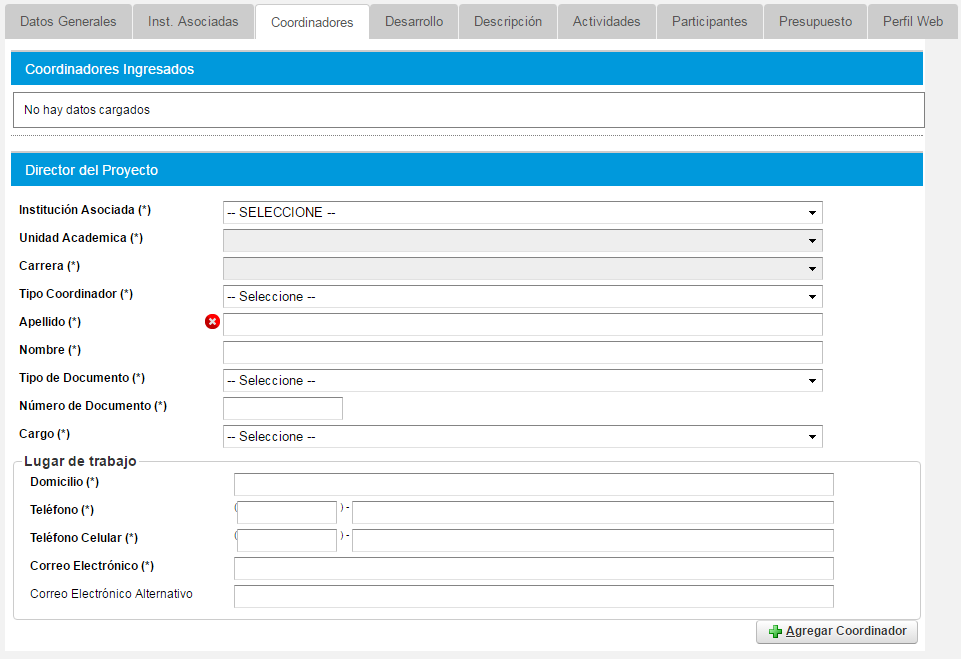 Datos Generales Inst. Asociadas Coordinadores Desarrollo Descripción Actividades Participantes Presupuesto Perfil Web
Coordinadores Ingresados
No hay datos cargados
Director del Proyecto
Institución Asociada (*) -- SELECCIONE --
Unidad Academica (*)
Carrera (*)
Tipo Coordinador (*) -- Seleccione --
Apellido (*)
Nombre (*)
Tipo de Documento (*) -- Seleccione --
Número de Documento (*)
Cargo (*) -- Seleccione --
Lugar de trabajo
Domicilio (*)
Teléfono (*) ( ) -
Teléfono Celular (*) ( ) -
Correo Electrónico (*)
Correo Electrónico Alternativo
Agregar Coordinador